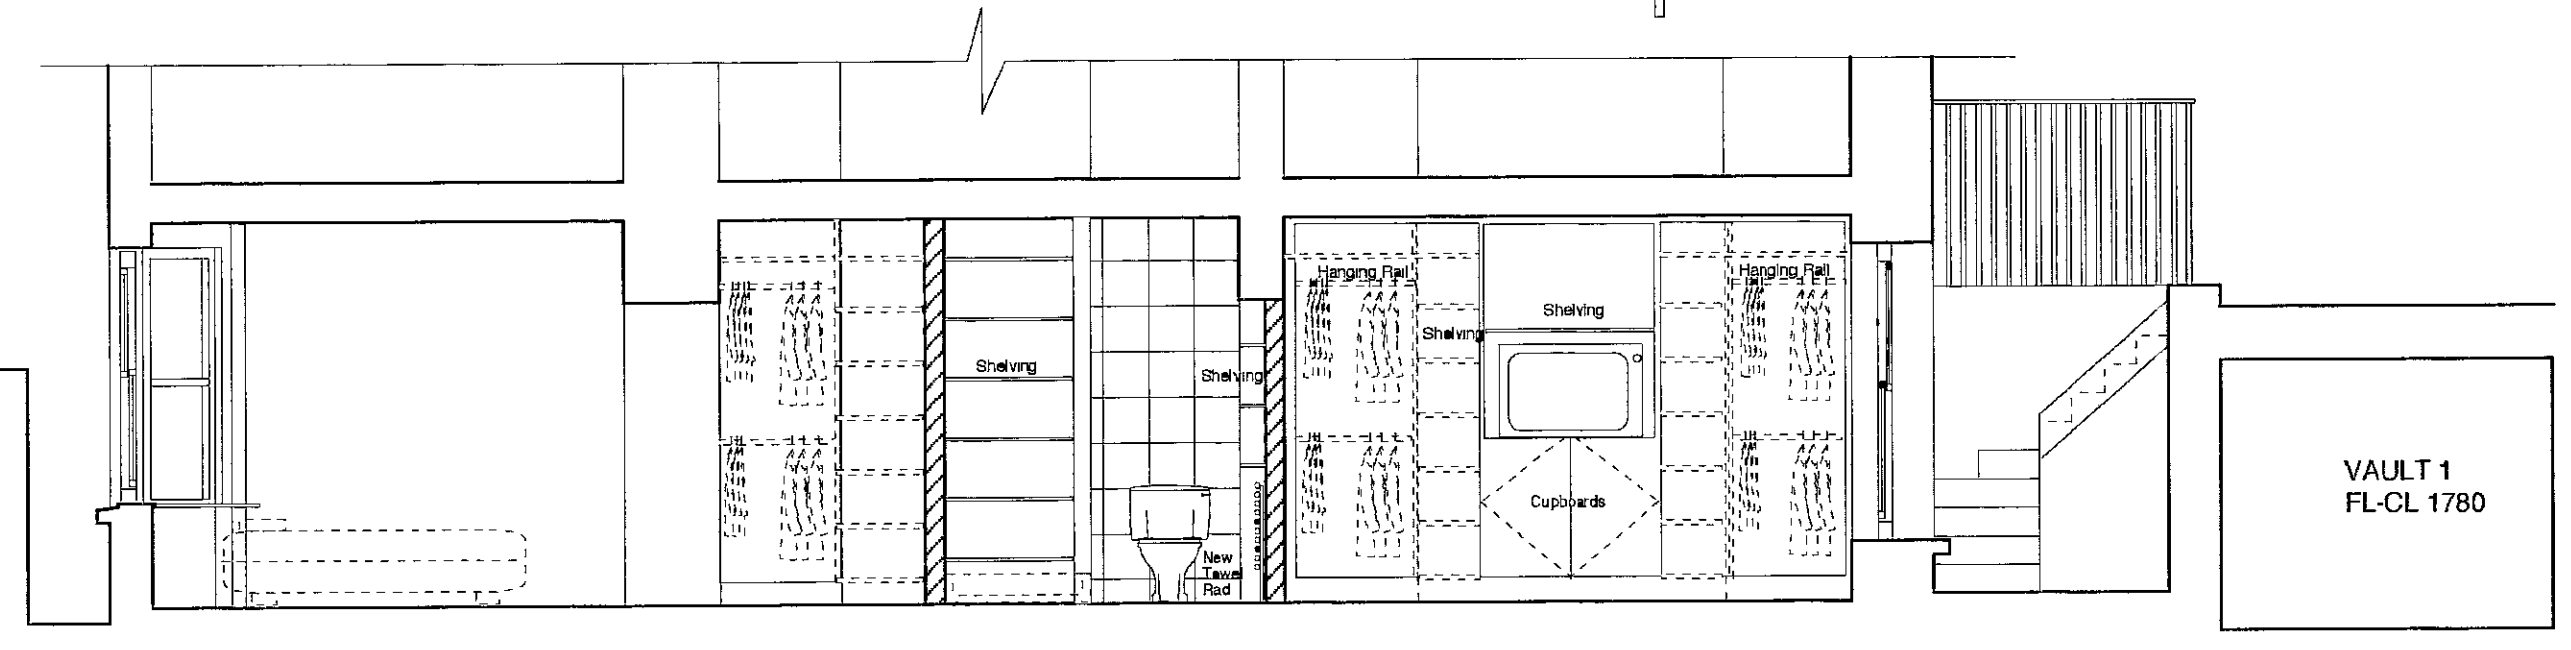 Hanging Rail
Hanging Rail
Shelving
Shelving
Shelving
Shelving
Cupboards
New
Towel
Rad
VAULT 1
FL-CL 1780